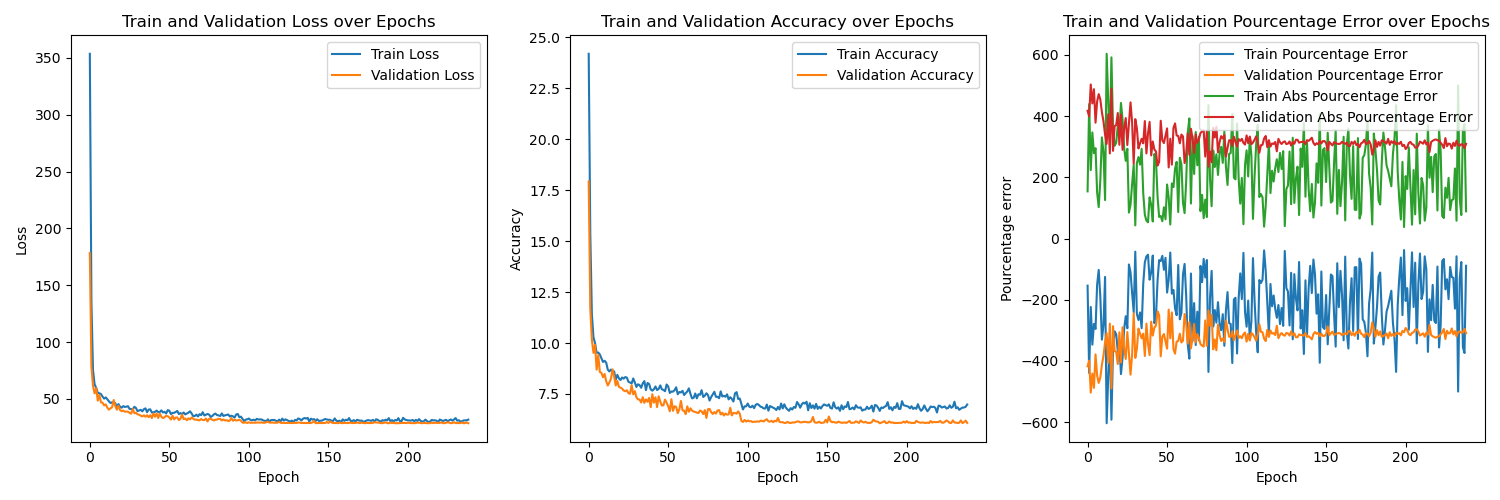 Train and Validation Loss over Epochs
Loss
350
300
250
200
150
100
50
0
50
100
150
200
Epoch
Train Loss
Validation Loss
Train and Validation Accuracy over Epochs
Accuracy
25.0
22.5
20.0
17.5
15.0
12.5
10.0
7.5
0
50
100
150
200
Epoch
Train Accuracy
Validation Accuracy
Train and Validation Pourcentage Error over Epochs
Pourcentage error
600
400
200
0
−200
−400
−600
0
50
100
150
200
Epoch
Train Pourcentage Error
Validation Pourcentage Error
Train Abs Pourcentage Error
Validation Abs Pourcentage Error